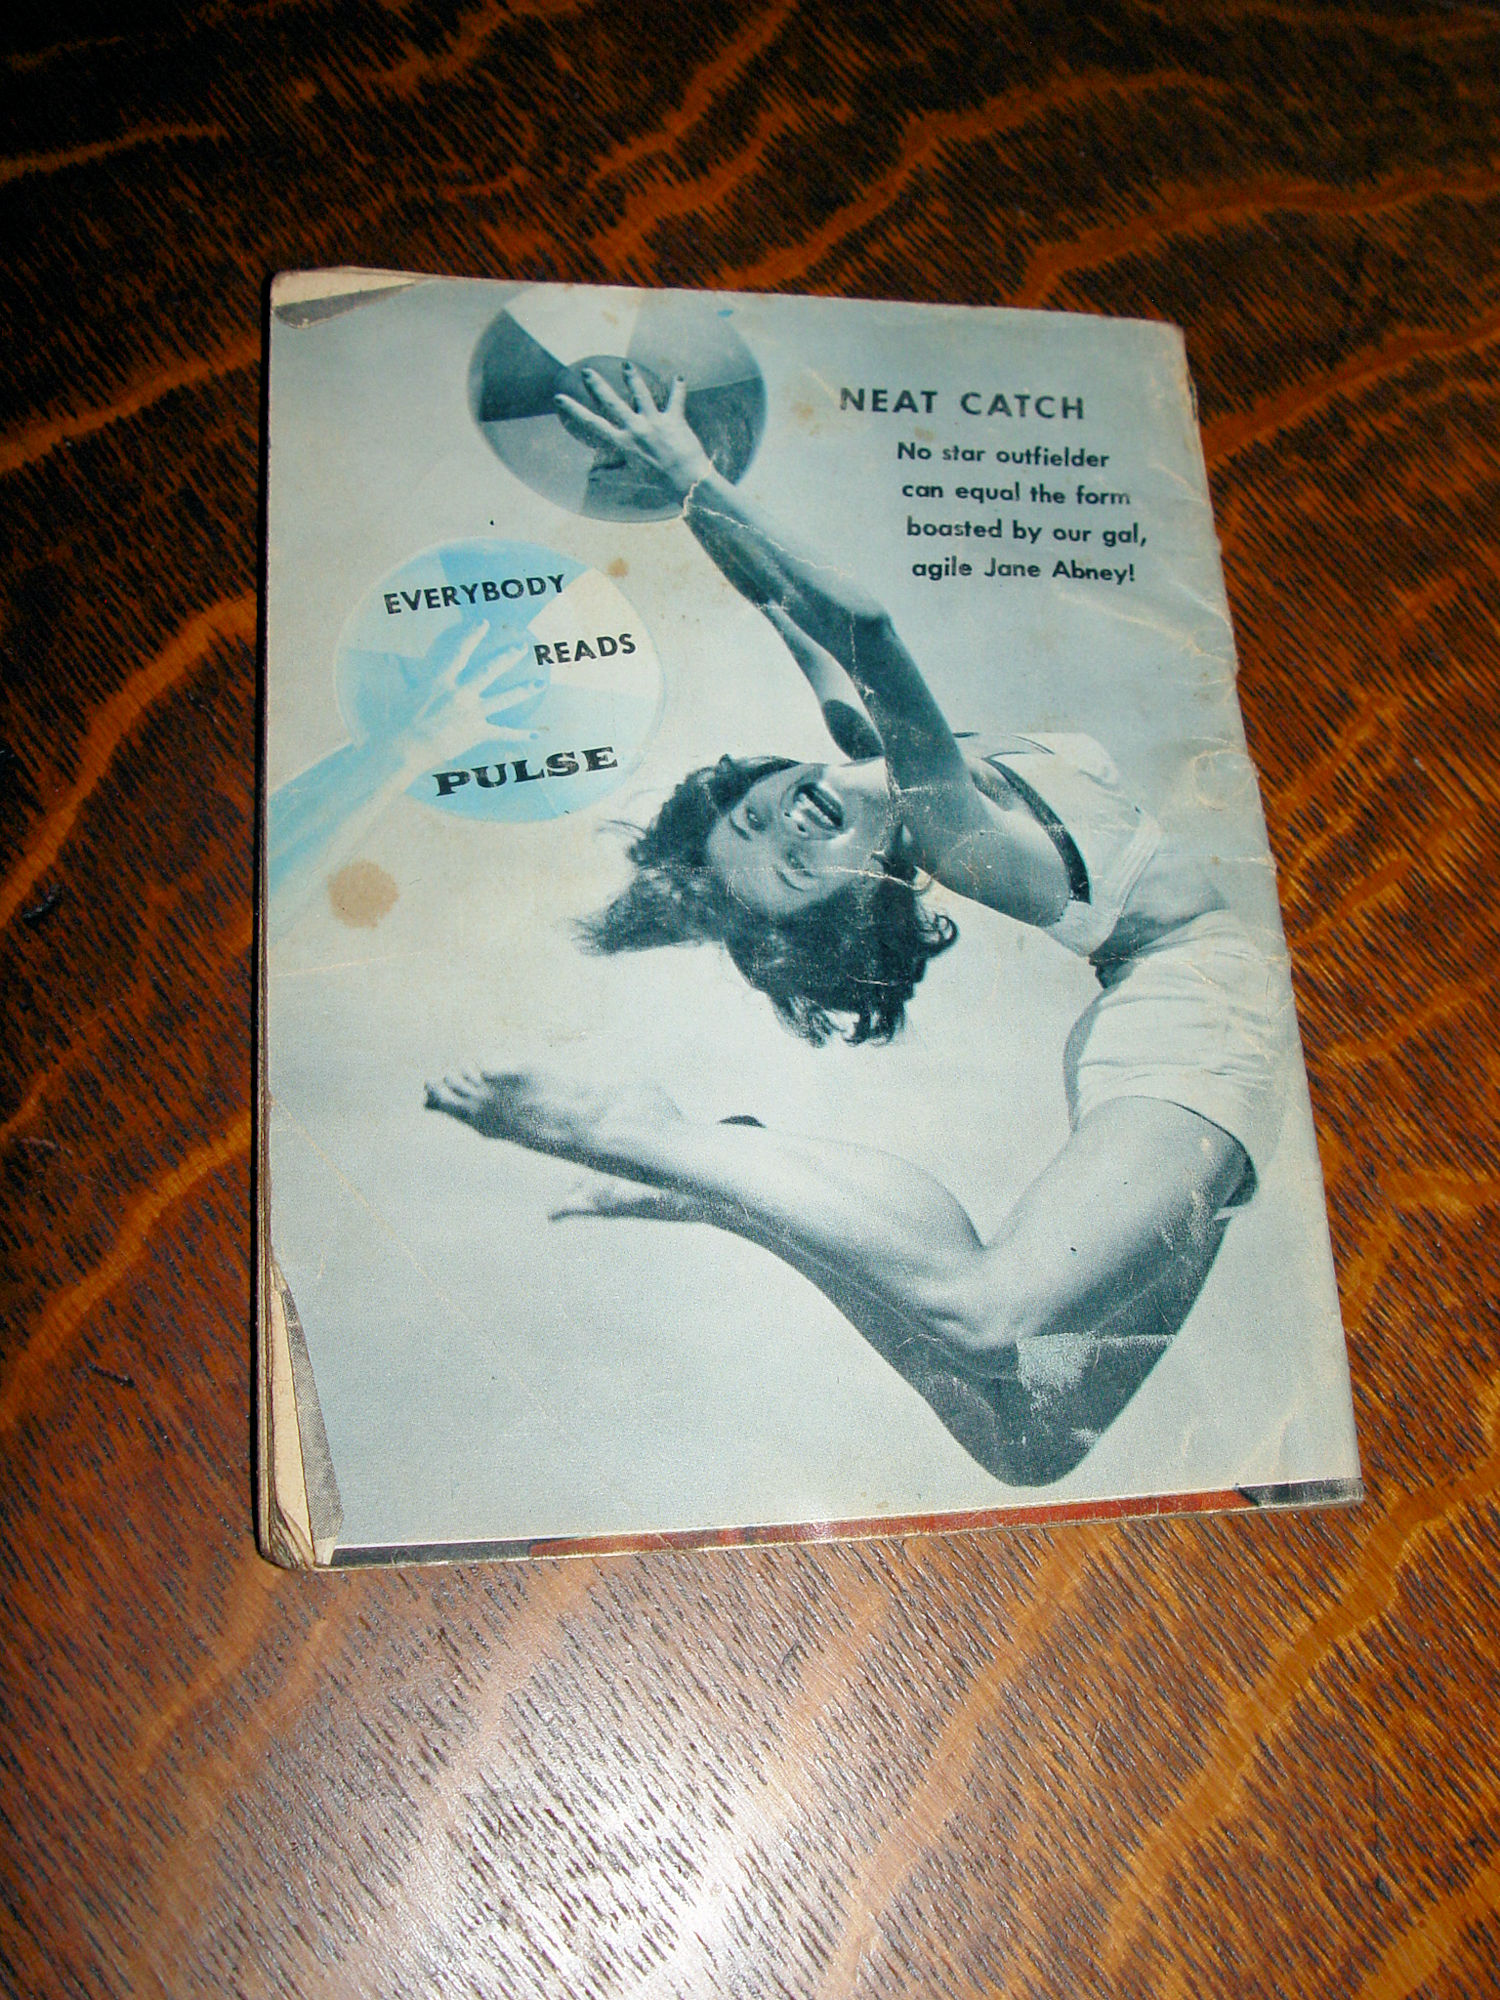 NEAT CATCH
No star outfielder
can equal the form
boasted by our gal,
agile Jane Abney!
EVERYBODY
READS
PULSE